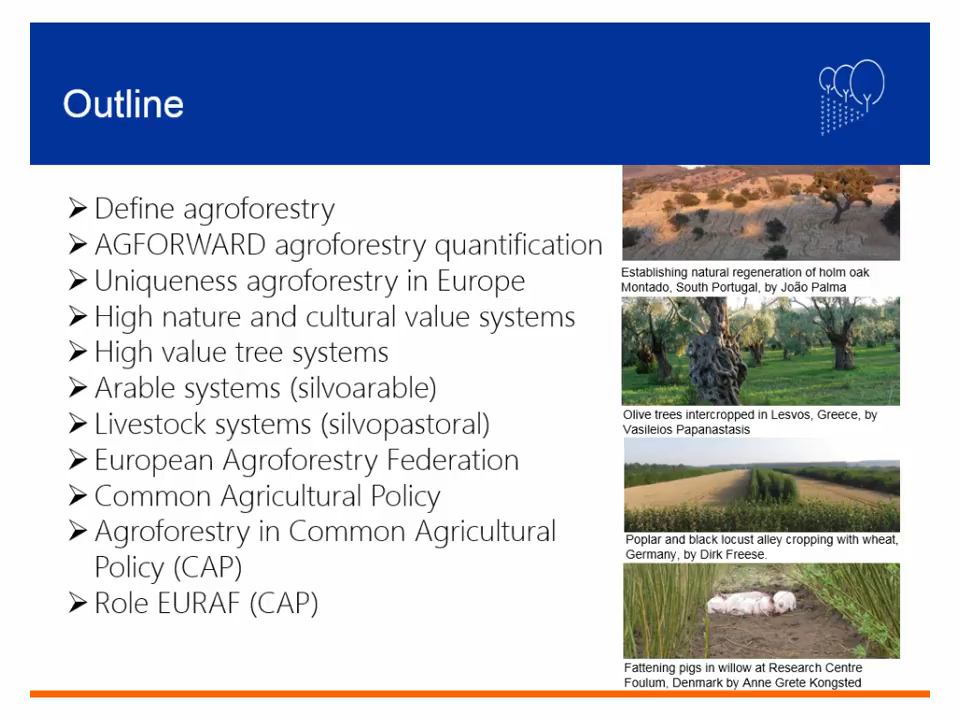 Outline
➢ Define agroforestry
➢ AGFORWARD agroforestry quantification
➢ Uniqueness agroforestry in Europe
➢ High nature and cultural value systems
➢ High value tree systems
➢ Arable systems (silvoarable)
➢ Livestock systems (silvopastoral)
➢ European Agroforestry Federation
➢ Common Agricultural Policy
➢ Agroforestry in Common Agricultural
Policy (CAP)
➢ Role EURAF (CAP)
Establishing natural regeneration of holm oak
Montado, South Portugal, by João Palma
Olive trees intercropped in Lesvos, Greece, by
Vasileios Papanastasis
Poplar and black locust alley cropping with wheat,
Germany, by Dirk Freese.
Fattening pigs in willow at Research Centre
Foulum, Denmark by Anne Grete Kongsted